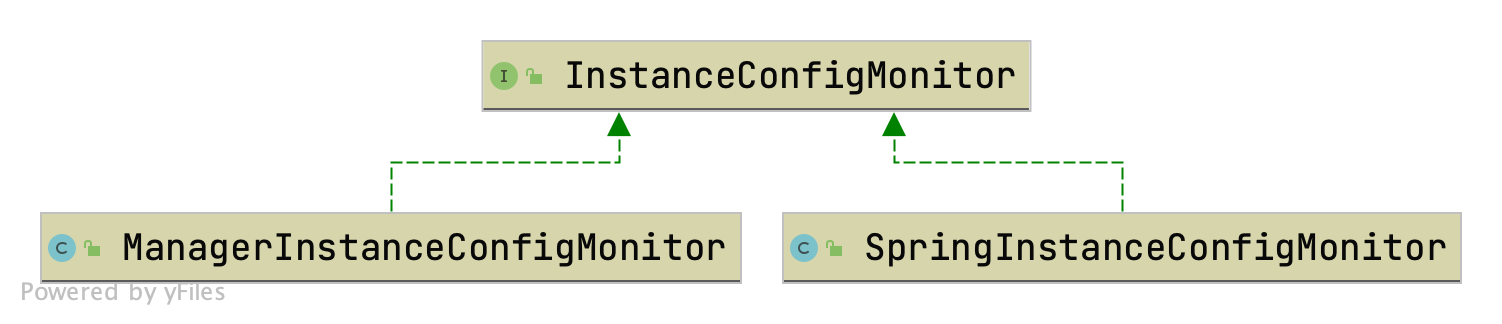 I InstanceConfigMonitor
C ManagerInstanceConfigMonitor
C SpringInstanceConfigMonitor
Powered by yFiles